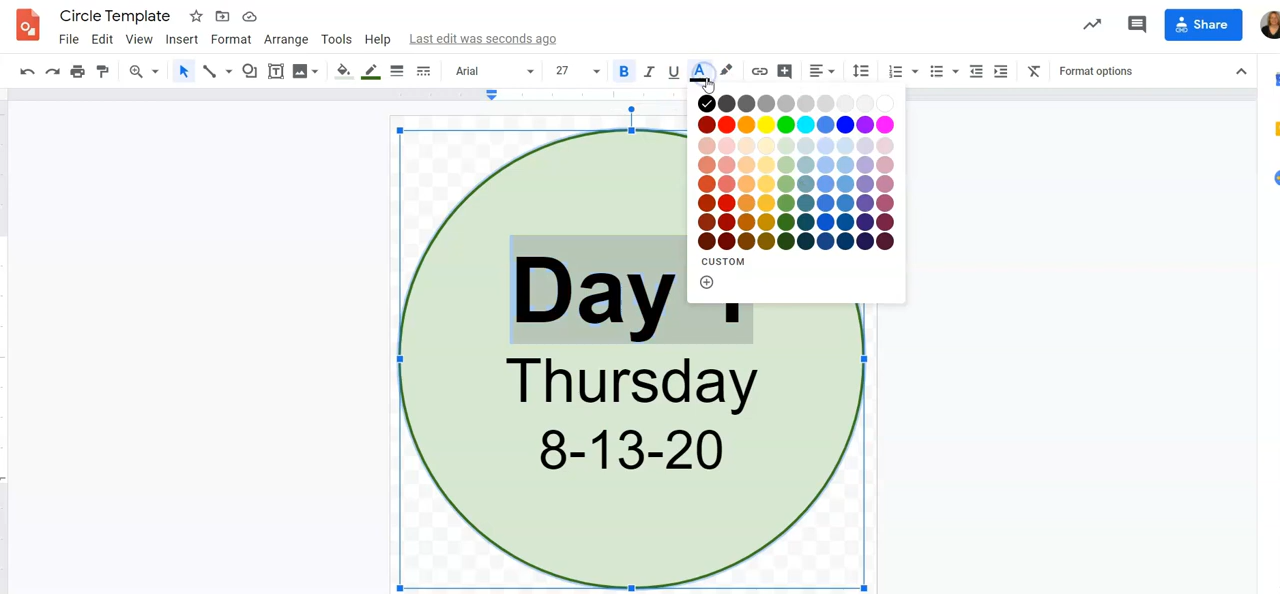 Circle Template
File Edit View Insert Format Arrange Tools Help Last edit was seconds ago
Share
Arial 27 B I U A Format options
CUSTOM
Day 1
Thursday
8-13-20